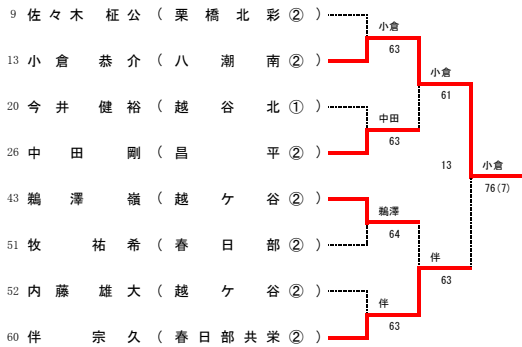 9 佐々木 柾公 ( 栗橋北彩 ② )
小倉
63
13 小倉 恭介 ( 八潮南 ② )
小倉
61
20 今井 健裕 ( 越谷北 ① )
中田
63
26 中田 剛 ( 昌平 ② )
13
小倉
76(7)
43 鵜澤 嶺 ( 越ケ谷 ② )
鵜澤
64
51 牧 祐希 ( 春日部 ② )
伴
63
52 内藤 雄大 ( 越ケ谷 ② )
伴
63
60 伴 宗久 ( 春日部共栄 ② )